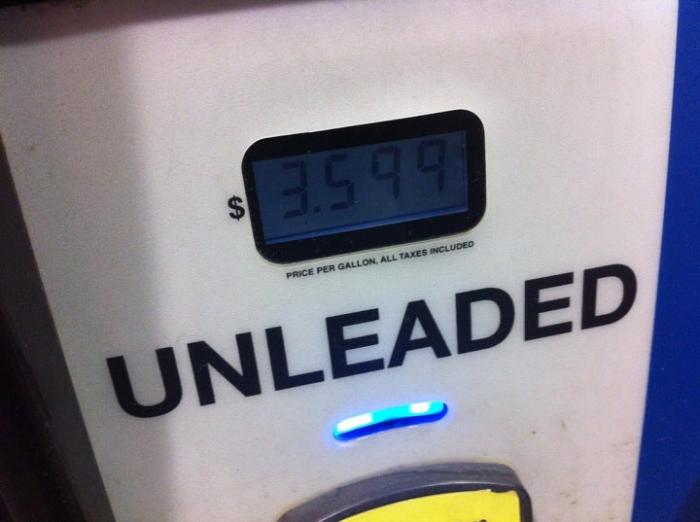 $ 3.599
PRICE PER GALLON, ALL TAXES INCLUDED
UNLEADED